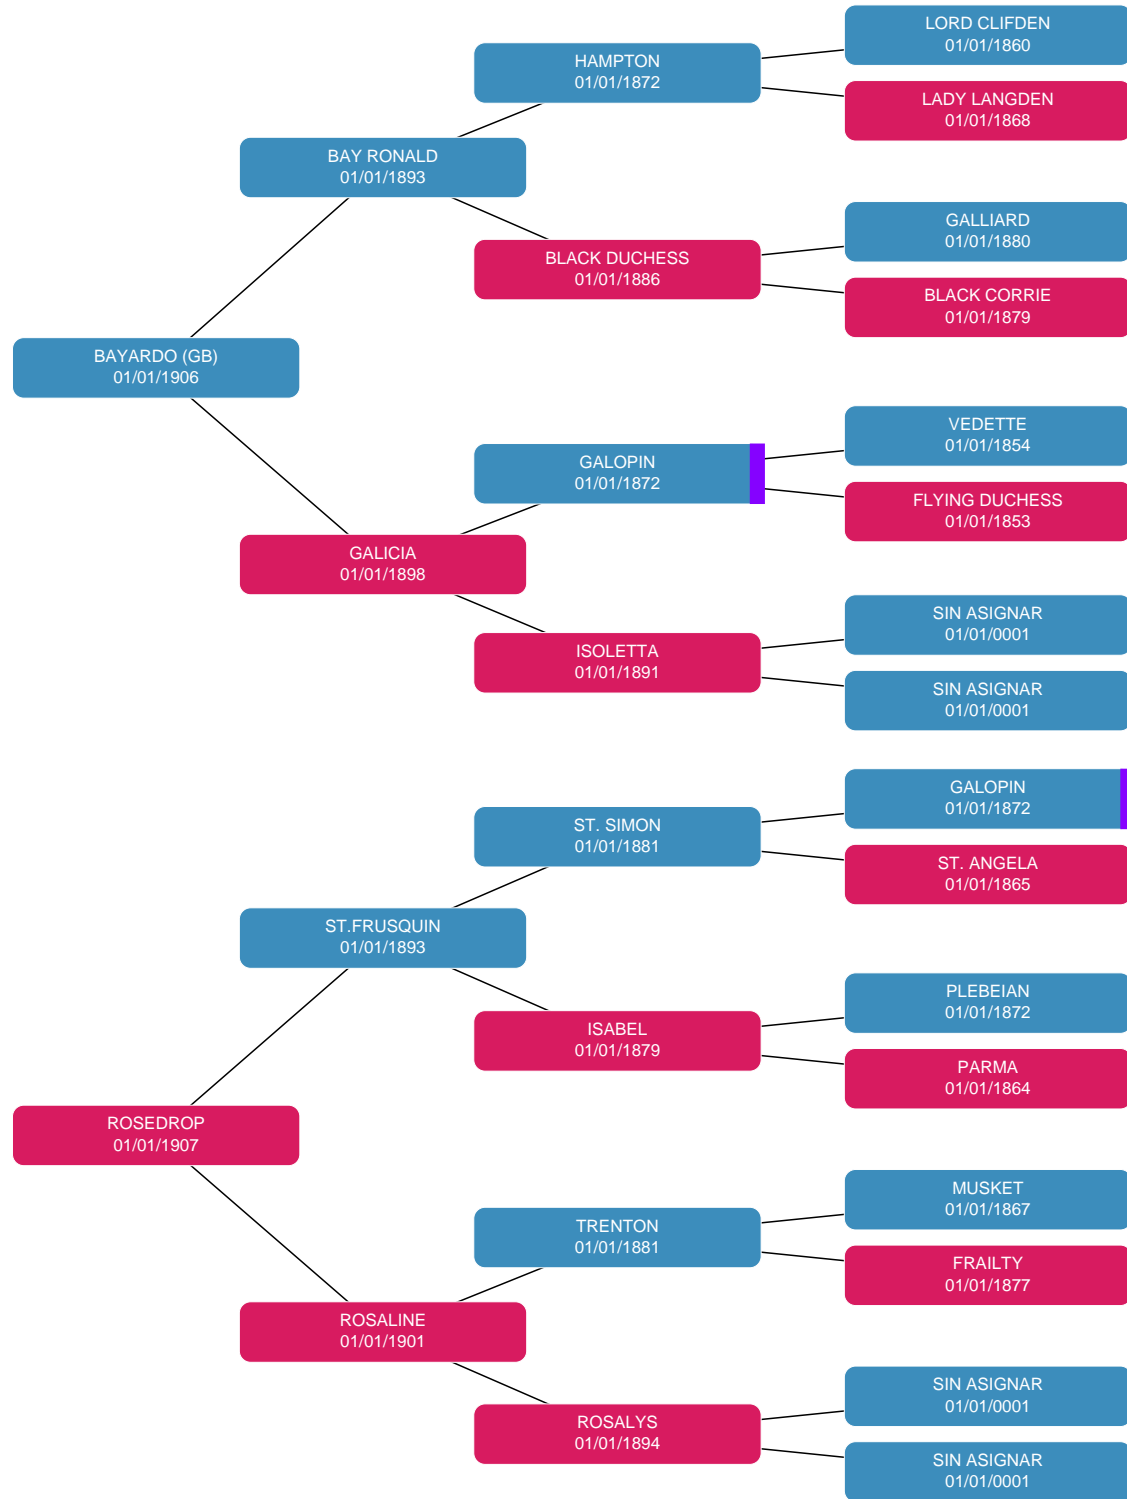 LORD CLIFDEN
01/01/1860
HAMPTON
01/01/1872
LADY LANGDEN
01/01/1868
BAY RONALD
01/01/1893
GALLIARD
01/01/1880
BLACK DUCHESS
01/01/1886
BLACK CORRIE
01/01/1879
BAYARDO (GB)
01/01/1906
VEDETTE
01/01/1854
GALOPIN
01/01/1872
FLYING DUCHESS
01/01/1853
GALICIA
01/01/1898
SIN ASIGNAR
01/01/0001
ISOLETTA
01/01/1891
SIN ASIGNAR
01/01/0001
GALOPIN
01/01/1872
ST. SIMON
01/01/1881
ST. ANGELA
01/01/1865
ST.FRUSQUIN
01/01/1893
PLEBEIAN
01/01/1872
ISABEL
01/01/1879
PARMA
01/01/1864
ROSEDROP
01/01/1907
MUSKET
01/01/1867
TRENTON
01/01/1881
FRAILTY
01/01/1877
ROSALINE
01/01/1901
SIN ASIGNAR
01/01/0001
ROSALYS
01/01/1894
SIN ASIGNAR
01/01/0001